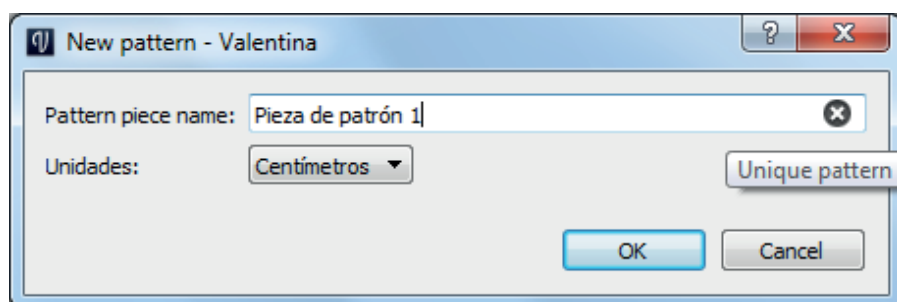 New pattern - Valentina
Pattern piece name: Pieza de patrón 1
Unidades: Centímetros
Unique pattern
OK Cancel